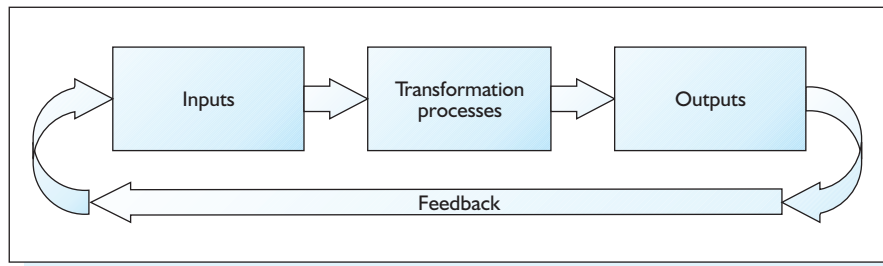 Inputs
Transformation
processes
Outputs
Feedback